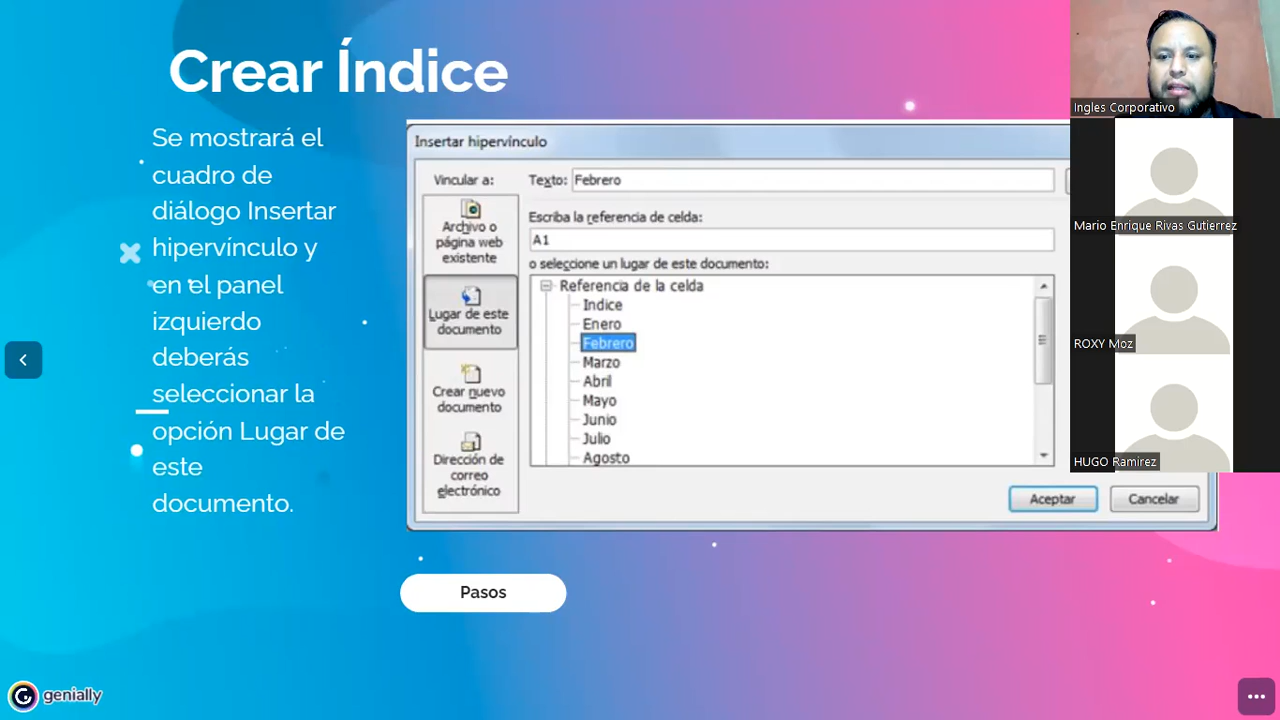 Crear Índice
Se mostrará el
cuadro de
diálogo Insertar
hipervínculo y
en el panel
izquierdo
deberás
seleccionar la
opción Lugar de
este
documento.
Insertar hipervínculo
Vincular a:
Texto: Febrero
Archivo o
página web
existente
Lugar de este
documento
Crear nuevo
documento
Dirección de
correo
electrónico
Escriba la referencia de celda:
A1
o seleccione un lugar de este documento:
Referencia de la celda
Indice
Enero
Febrero
Marzo
Abril
Mayo
Junio
Julio
Agosto
Aceptar
Cancelar
Pasos
Ingles Corporativo
Mario Enrique Rivas Gutierrez
ROXY Moz
HUGO Ramirez
genially